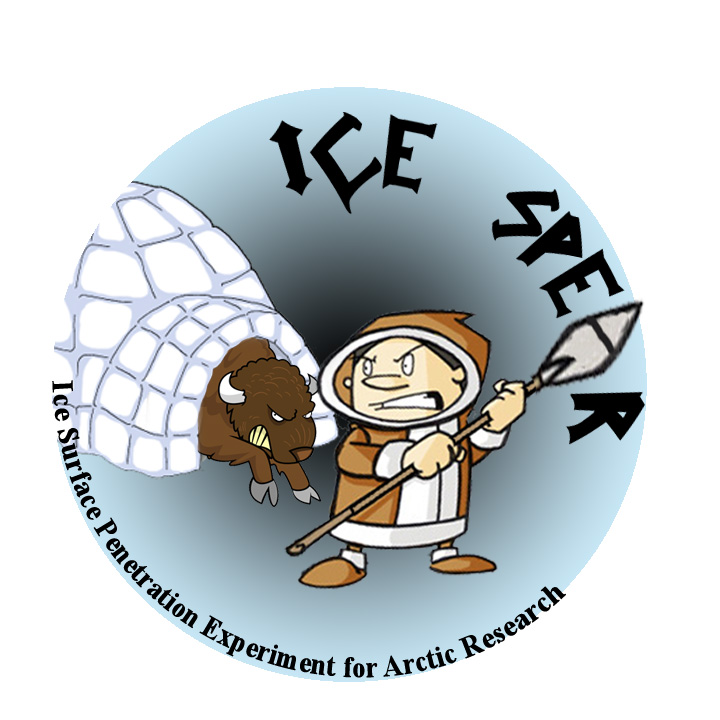 ICE SPEAR
Ice Surface Penetration Experiment for Arctic Research